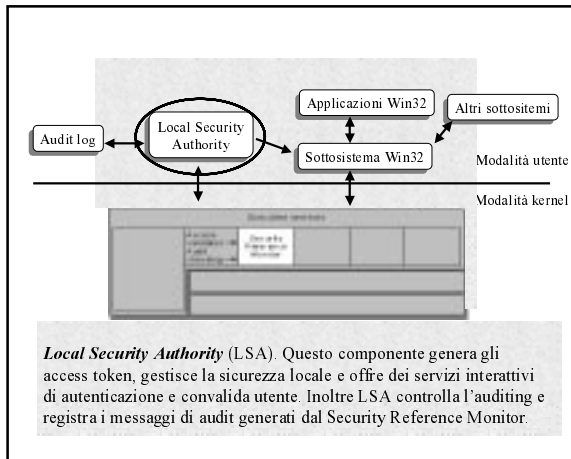 Applicazioni Win32
Altri sottositemi
Local Security
Authority
Audit log
Sottosistema Win32
Modalità utente
Modalità kernel
Security
Reference
Monitor
Local Security Authority (LSA). Questo componente genera gli
access token, gestisce la sicurezza locale e offre dei servizi interattivi
di autenticazione e convalida utente. Inoltre LSA controlla l’auditing e
registra i messaggi di audit generati dal Security Reference Monitor.